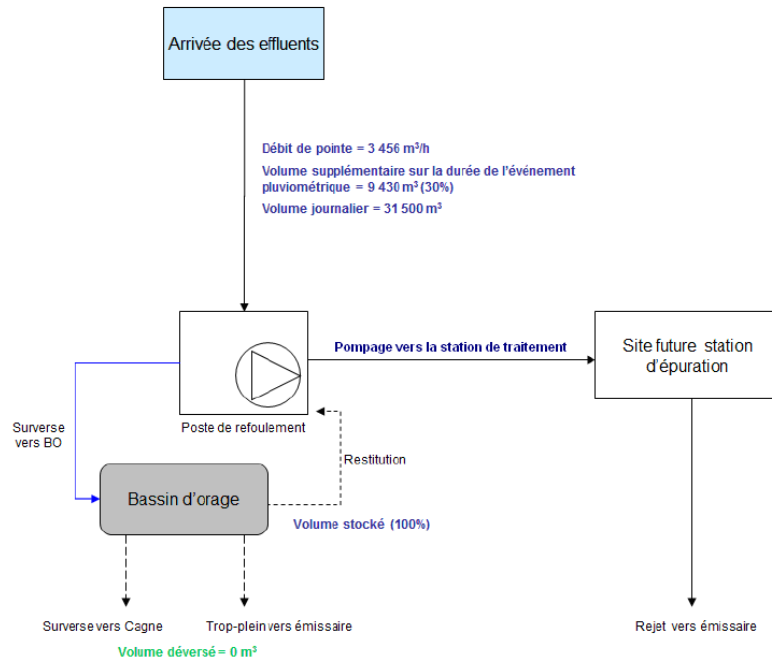 Arrivée des effluents
Débit de pointe = 3 456 m³/h
Volume supplémentaire sur la durée de l'événement
pluviométrique = 9 430 m³ (30%)
Volume journalier = 31 500 m³
Pompage vers la station de traitement
Site future station
d'épuration
Poste de refoulement
Surverse
vers BO
Restitution
Bassin d'orage
Volume stocké (100%)
Surverse vers Cagne
Trop-plein vers émissaire
Rejet vers émissaire
Volume déversé = 0 m³